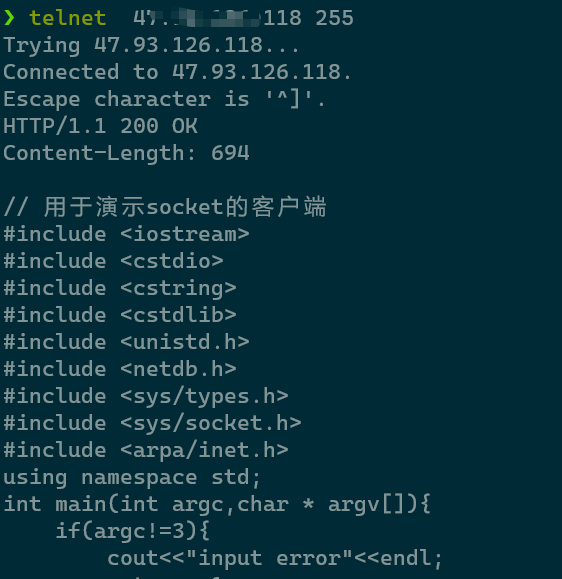 ❯ telnet 47. 118 255
Trying 47.93.126.118...
Connected to 47.93.126.118.
Escape character is '^]'.
HTTP/1.1 200 OK
Content-Length: 694

// 用于演示socket的客户端
#include <iostream>
#include <cstdio>
#include <cstring>
#include <cstdlib>
#include <unistd.h>
#include <netdb.h>
#include <sys/types.h>
#include <sys/socket.h>
#include <arpa/inet.h>
using namespace std;
int main(int argc,char * argv[]){
    if(argc!=3){
        cout<<"input error"<<endl;